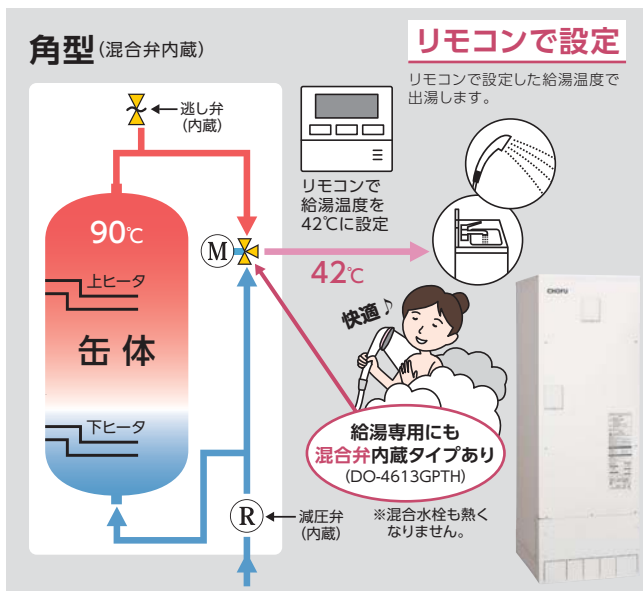 角型(混合弁内蔵)
リモコンで設定
リモコンで設定した給湯温度で
出湯します。
逃し弁
(内蔵)
リモコンで
給湯温度を
42℃に設定
90℃
上ヒータ
M
42℃
缶体
快適♪
下ヒータ
給湯専用にも
混合弁内蔵タイプあり
(DO-4613GPTH)
R
減圧弁
(内蔵)
※混合水栓も熱く
なりません。
CHOFU